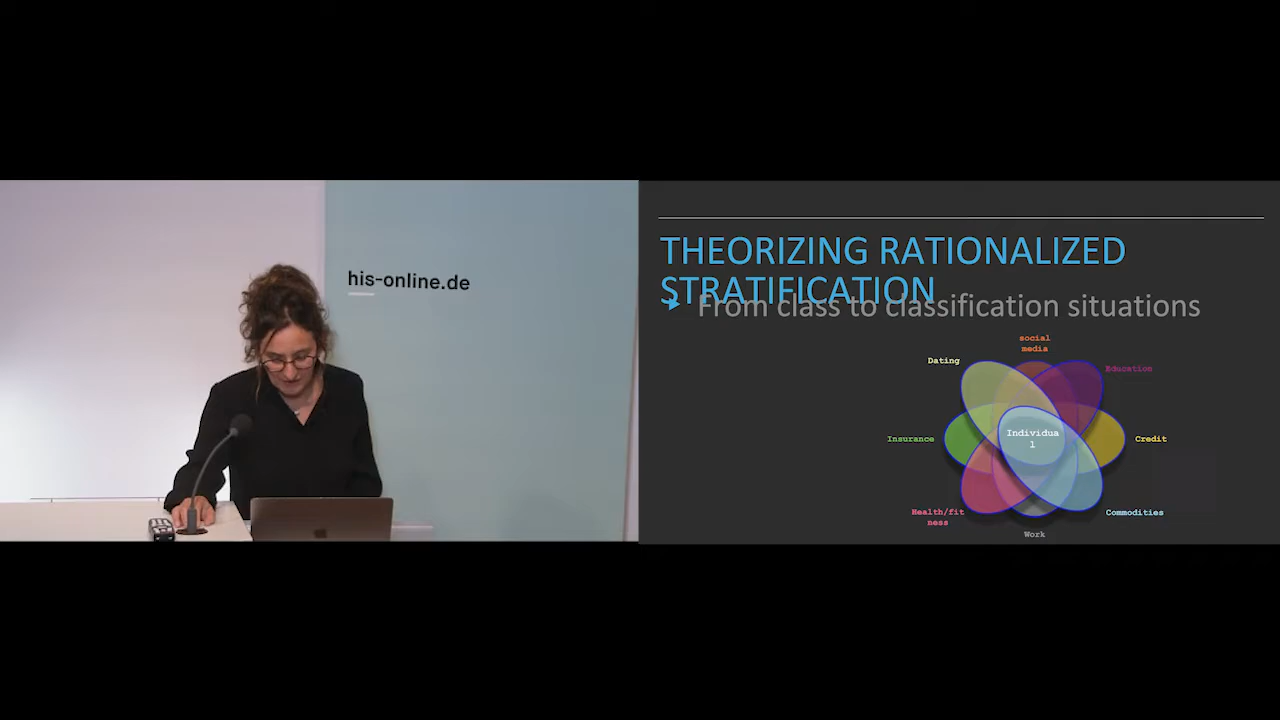 his-online.de
THEORIZING RATIONALIZED
STRATIFICATION
From class to classification situations
social
media
Dating
Education
Individua
l
Insurance
Credit
Health/fit
ness
Commodities
Work